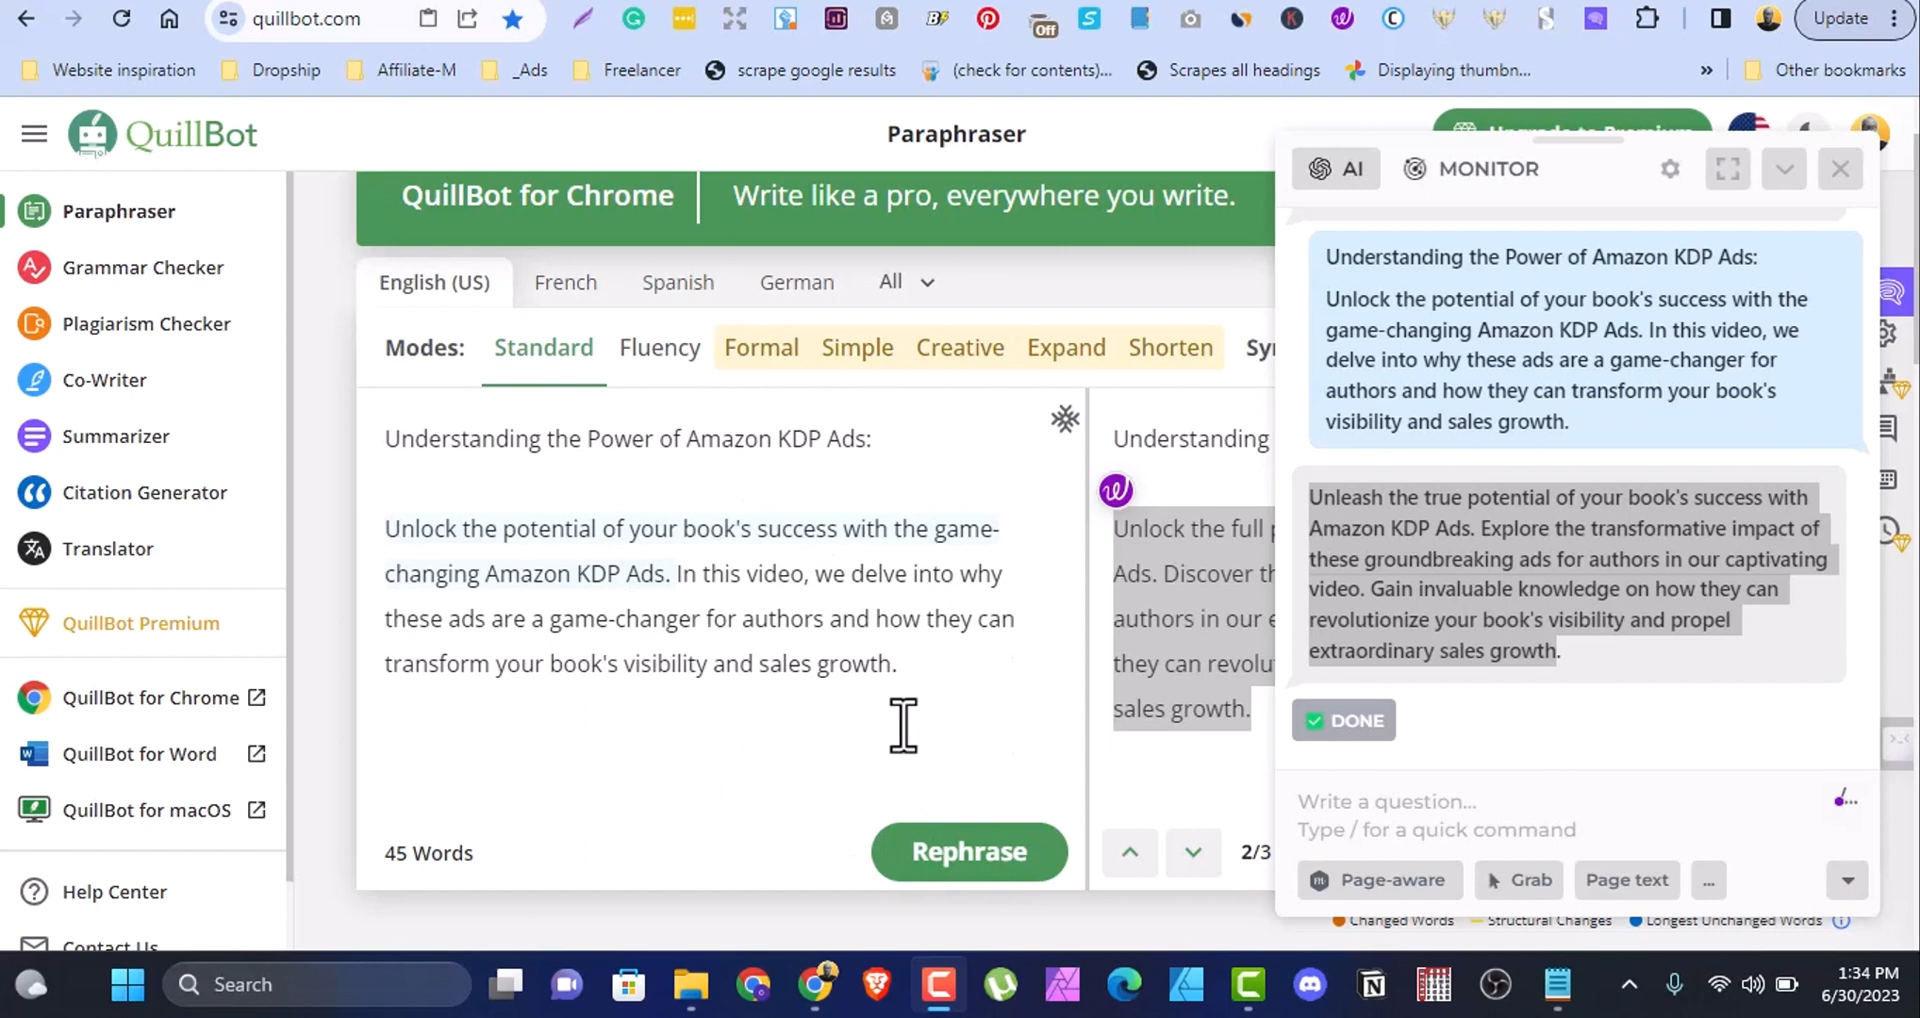 quillbot.com
Off
Update
Website inspiration
Dropship
Affiliate-M
_Ads
Freelancer
scrape google results
(check for contents)...
Scrapes all headings
Displaying thumbn...
»
Other bookmarks
QuillBot
Paraphraser
Upgrade to Premium
Paraphraser
Grammar Checker
Plagiarism Checker
Co-Writer
Summarizer
Citation Generator
Translator
QuillBot Premium
QuillBot for Chrome
QuillBot for Word
QuillBot for macOS
Help Center
Contact Us
QuillBot for Chrome
Write like a pro, everywhere you write.
English (US)
French
Spanish
German
All
Modes:
Standard
Fluency
Formal
Simple
Creative
Expand
Shorten
Understanding the Power of Amazon KDP Ads:
Unlock the potential of your book's success with the game-
changing Amazon KDP Ads. In this video, we delve into why
these ads are a game-changer for authors and how they can
transform your book's visibility and sales growth.
45 Words
Rephrase
Understanding
Unlock the full
Ads. Discover
authors in our
they can
sales growth.
2/3
AI
MONITOR
Understanding the Power of Amazon KDP Ads:
Unlock the potential of your book's success with the
game-changing Amazon KDP Ads. In this video, we
delve into why these ads are a game-changer for
authors and how they can transform your book's
visibility and sales growth.
Unleash the true potential of your book's success with
Amazon KDP Ads. Explore the transformative impact of
these groundbreaking ads for authors in our captivating
video. Gain invaluable knowledge on how they can
revolutionize your book's visibility and propel
extraordinary sales growth.
DONE
Write a question...
Type / for a quick command
Page-aware
Grab
Page text
...
Changed Words
Structural Changes
Longest Unchanged Words
Search
1:34 PM
6/30/2023